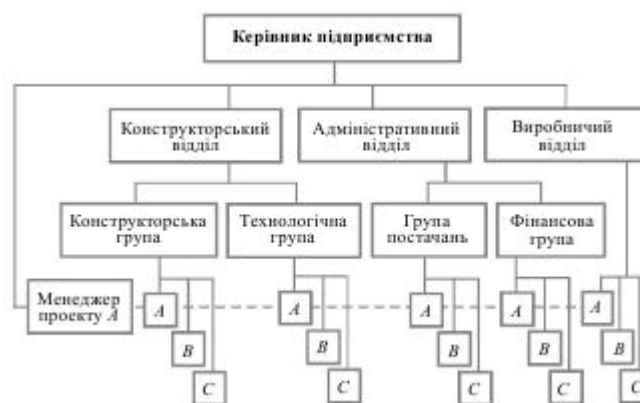 Керівник підприємства
Конструкторський
відділ
Адміністративний
відділ
Виробничий
відділ
Конструкторська
група
Технологічна
група
Група
постачань
Фінансова
група
Менеджер
проекту А
А
А
А
А
А
В
В
В
В
В
С
С
С
С
С